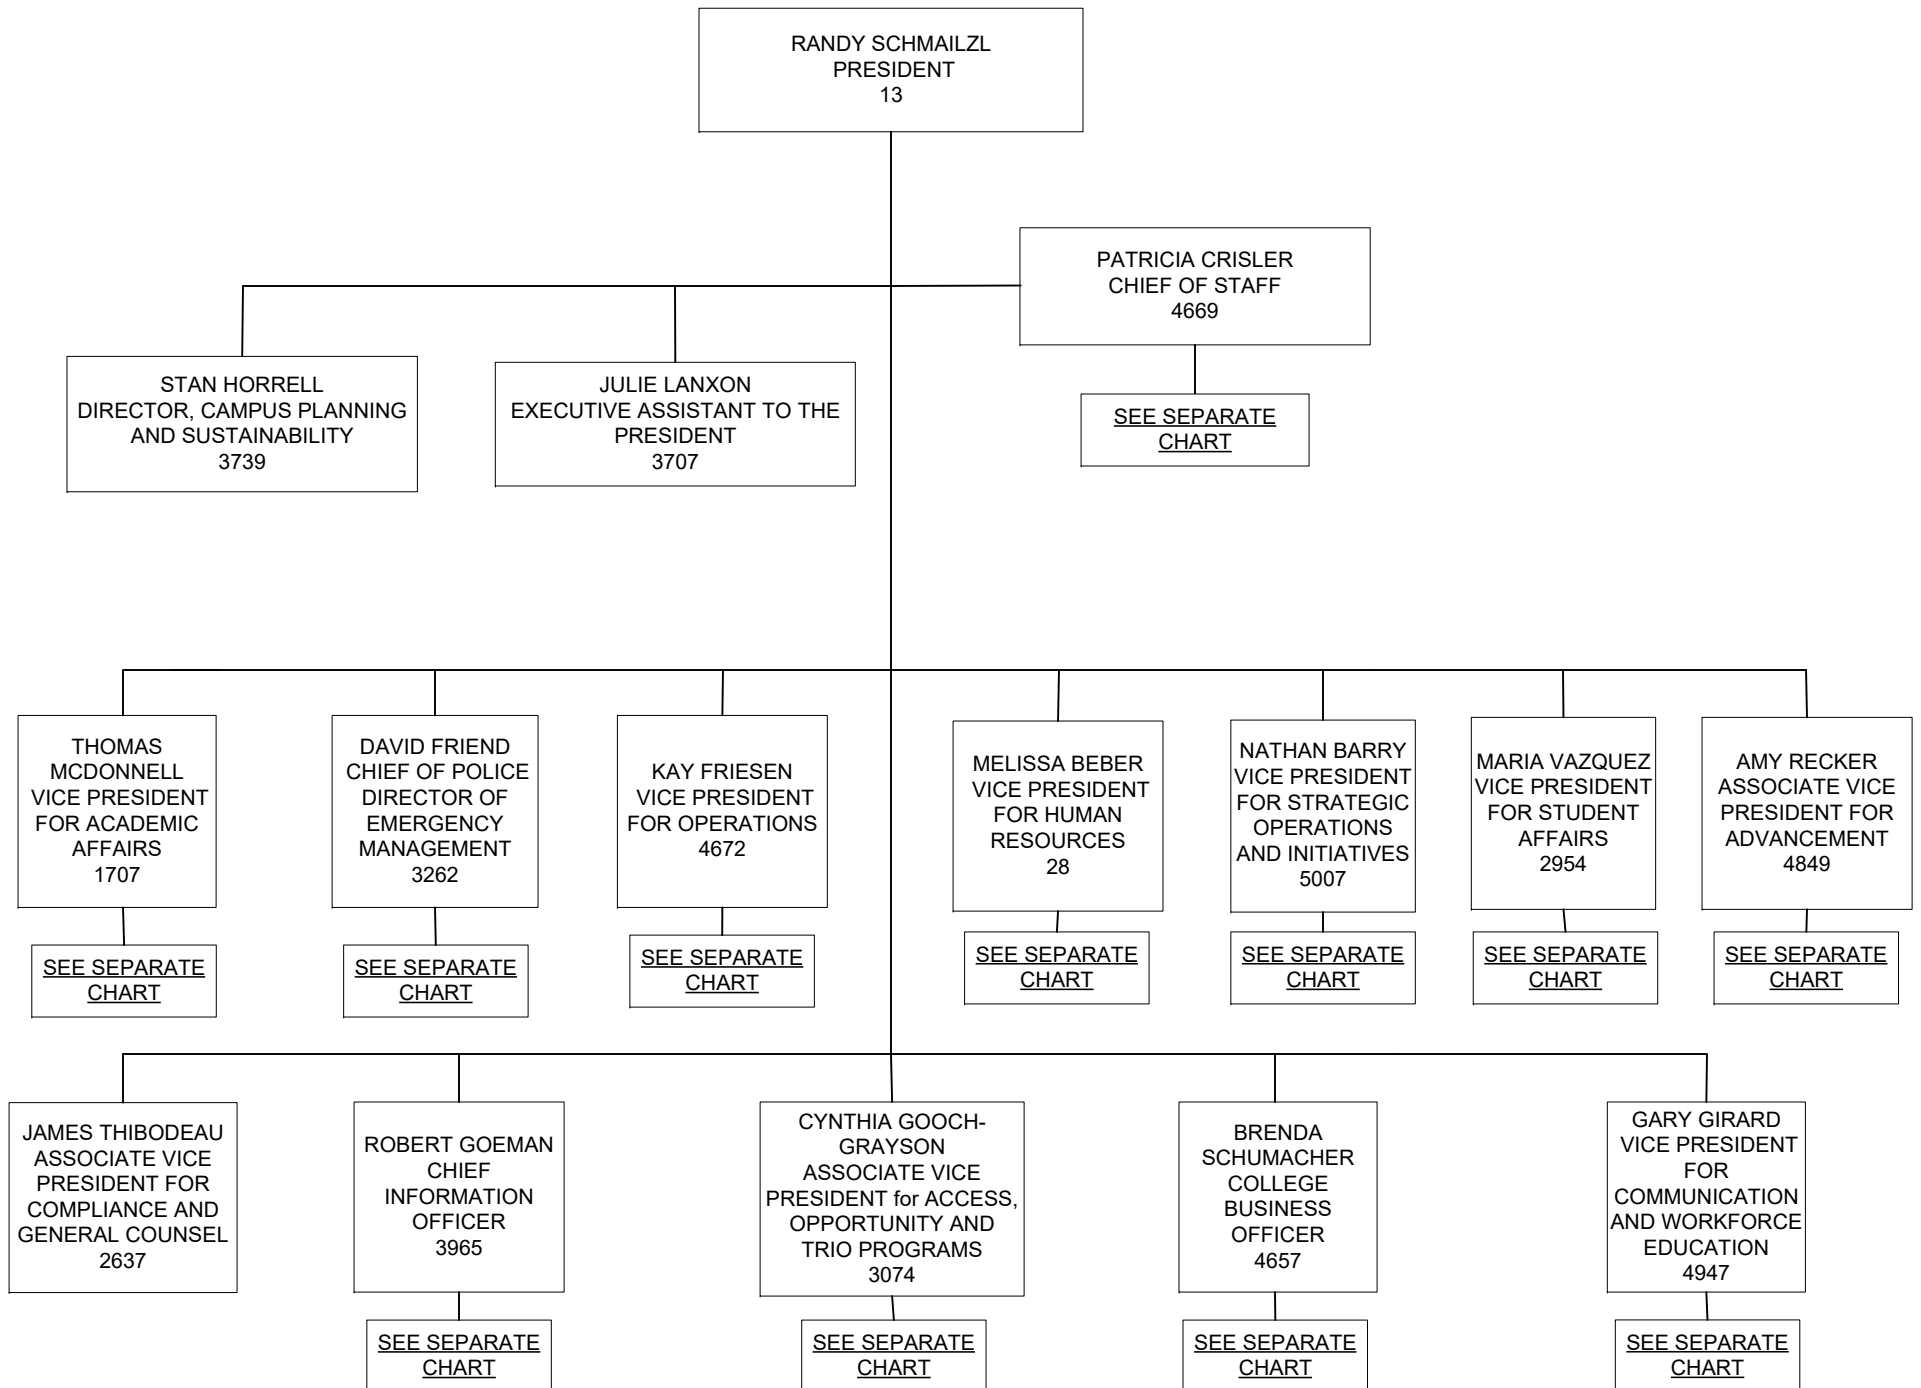 RANDY SCHMAILZL
PRESIDENT
13
PATRICIA CRISLER
CHIEF OF STAFF
4669
SEE SEPARATE
CHART
STAN HORRELL
DIRECTOR, CAMPUS PLANNING
AND SUSTAINABILITY
3739
JULIE LANXON
EXECUTIVE ASSISTANT TO THE
PRESIDENT
3707
THOMAS
MCDONNELL
VICE PRESIDENT
FOR ACADEMIC
AFFAIRS
1707
SEE SEPARATE
CHART
DAVID FRIEND
CHIEF OF POLICE
DIRECTOR OF
EMERGENCY
MANAGEMENT
3262
SEE SEPARATE
CHART
KAY FRIESEN
VICE PRESIDENT
FOR OPERATIONS
4672
SEE SEPARATE
CHART
MELISSA BEBER
VICE PRESIDENT
FOR HUMAN
RESOURCES
28
SEE SEPARATE
CHART
NATHAN BARRY
VICE PRESIDENT
FOR STRATEGIC
OPERATIONS
AND INITIATIVES
5007
SEE SEPARATE
CHART
MARIA VAZQUEZ
VICE PRESIDENT
FOR STUDENT
AFFAIRS
2954
SEE SEPARATE
CHART
AMY RECKER
ASSOCIATE VICE
PRESIDENT FOR
ADVANCEMENT
4849
SEE SEPARATE
CHART
JAMES THIBODEAU
ASSOCIATE VICE
PRESIDENT FOR
COMPLIANCE AND
GENERAL COUNSEL
2637
ROBERT GOEMAN
CHIEF
INFORMATION
OFFICER
3965
SEE SEPARATE
CHART
CYNTHIA GOOCH-
GRAYSON
ASSOCIATE VICE
PRESIDENT for ACCESS,
OPPORTUNITY AND
TRIO PROGRAMS
3074
SEE SEPARATE
CHART
BRENDA
SCHUMACHER
COLLEGE
BUSINESS
OFFICER
4657
SEE SEPARATE
CHART
GARY GIRARD
VICE PRESIDENT
FOR
COMMUNICATION
AND WORKFORCE
EDUCATION
4947
SEE SEPARATE
CHART